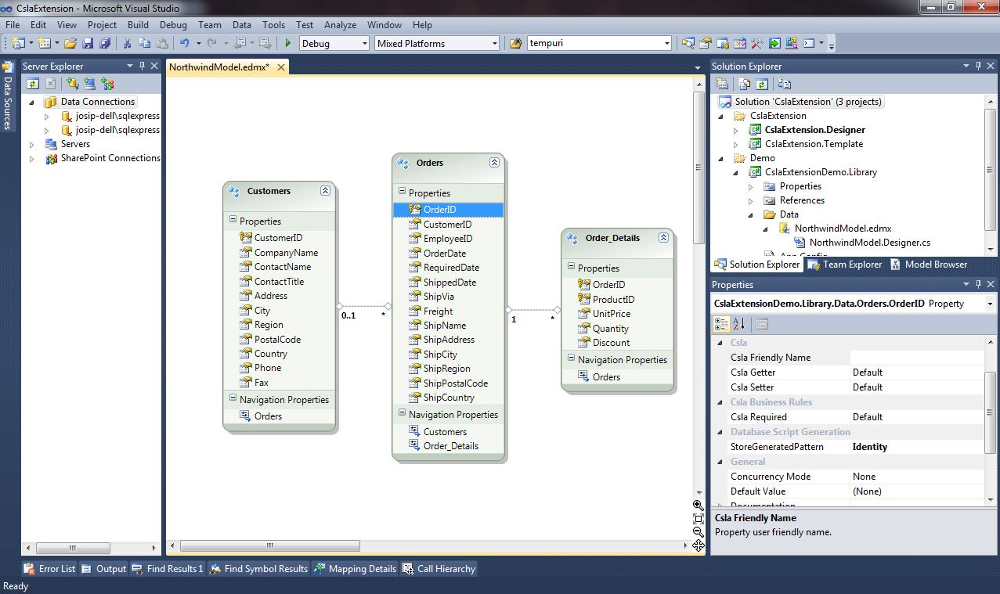 CslaExtension - Microsoft Visual Studio
File Edit View Project Build Debug Team Data Tools Test Analyze Window Help
Debug Mixed Platforms tempuri
Data Sources
Server Explorer
Data Connections
josip-dell\sqlexpress
josip-dell\sqlexpress
Servers
SharePoint Connections
NorthwindModel.edmx*
Customers
Properties
CustomerID
CompanyName
ContactName
ContactTitle
Address
City
Region
PostalCode
Country
Phone
Fax
Navigation Properties
Orders
0..1 *
Orders
Properties
OrderID
CustomerID
EmployeeID
OrderDate
RequiredDate
ShippedDate
ShipVia
Freight
ShipName
ShipAddress
ShipCity
ShipRegion
ShipPostalCode
ShipCountry
Navigation Properties
Customers
Order_Details
1 *
Order_Details
Properties
OrderID
ProductID
UnitPrice
Quantity
Discount
Navigation Properties
Orders
Solution Explorer
Solution 'CslaExtension' (3 projects)
CslaExtension
CslaExtension.Designer
CslaExtension.Template
Demo
CslaExtensionDemo.Library
Properties
References
Data
NorthwindModel.edmx
NorthwindModel.Designer.cs
App.Config
Solution Explorer Team Explorer Model Browser
Properties
CslaExtensionDemo.Library.Data.Orders.OrderID Property
Csla
Csla Friendly Name
Csla Getter Default
Csla Setter Default
Csla Business Rules
Csla Required Default
Database Script Generation
StoreGeneratedPattern Identity
General
Concurrency Mode None
Default Value (None)
Documentation
Csla Friendly Name
Property user friendly name.
Error List Output Find Results 1 Find Symbol Results Mapping Details Call Hierarchy
Ready